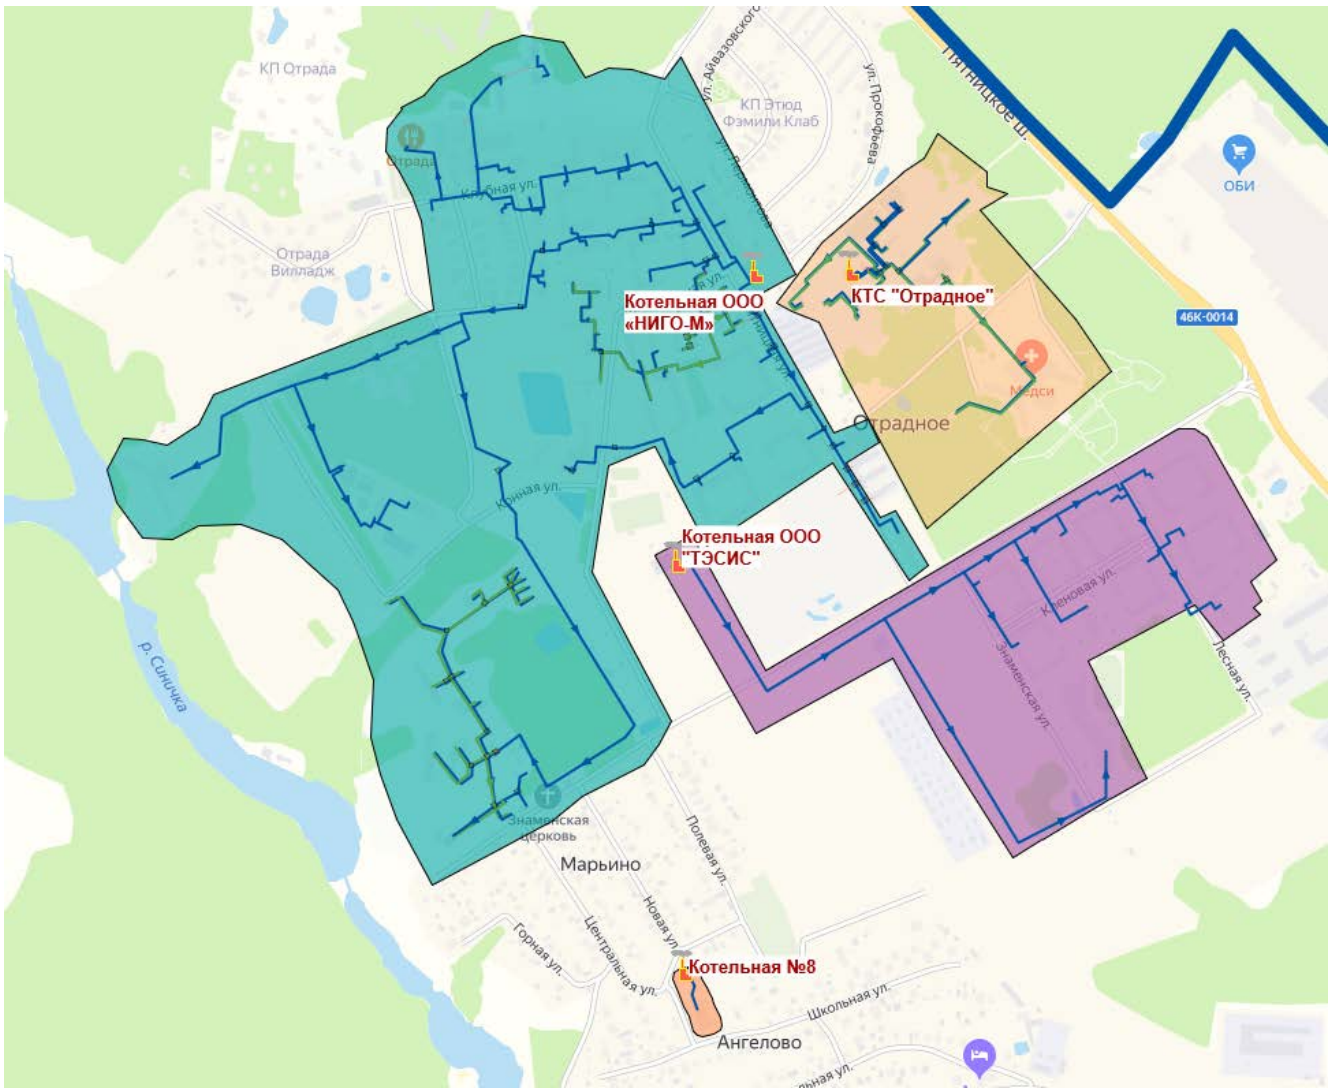 ул. Айвазовского
КП Отрада
КП Этюд
Фэмили Клаб
ул. Прокофьева
Пятницкое ш.
ОБИ
Отрада
Клубная ул.
ул. Лермонтова
Отрада
Вилладж
Котельная ООО
«НИГО-М»
КТС "Отрадное"
46К-0014
Медси
Отрадное
Конная ул.
Котельная ООО
"ТЭСИС"
Кленовая ул.
Знаменская ул.
Лесная ул.
р. Синичка
Знаменская
церковь
Марьино
Полевая ул.
Новая ул.
Центральная ул.
Горная ул.
Котельная №8
Школьная ул.
Ангелово